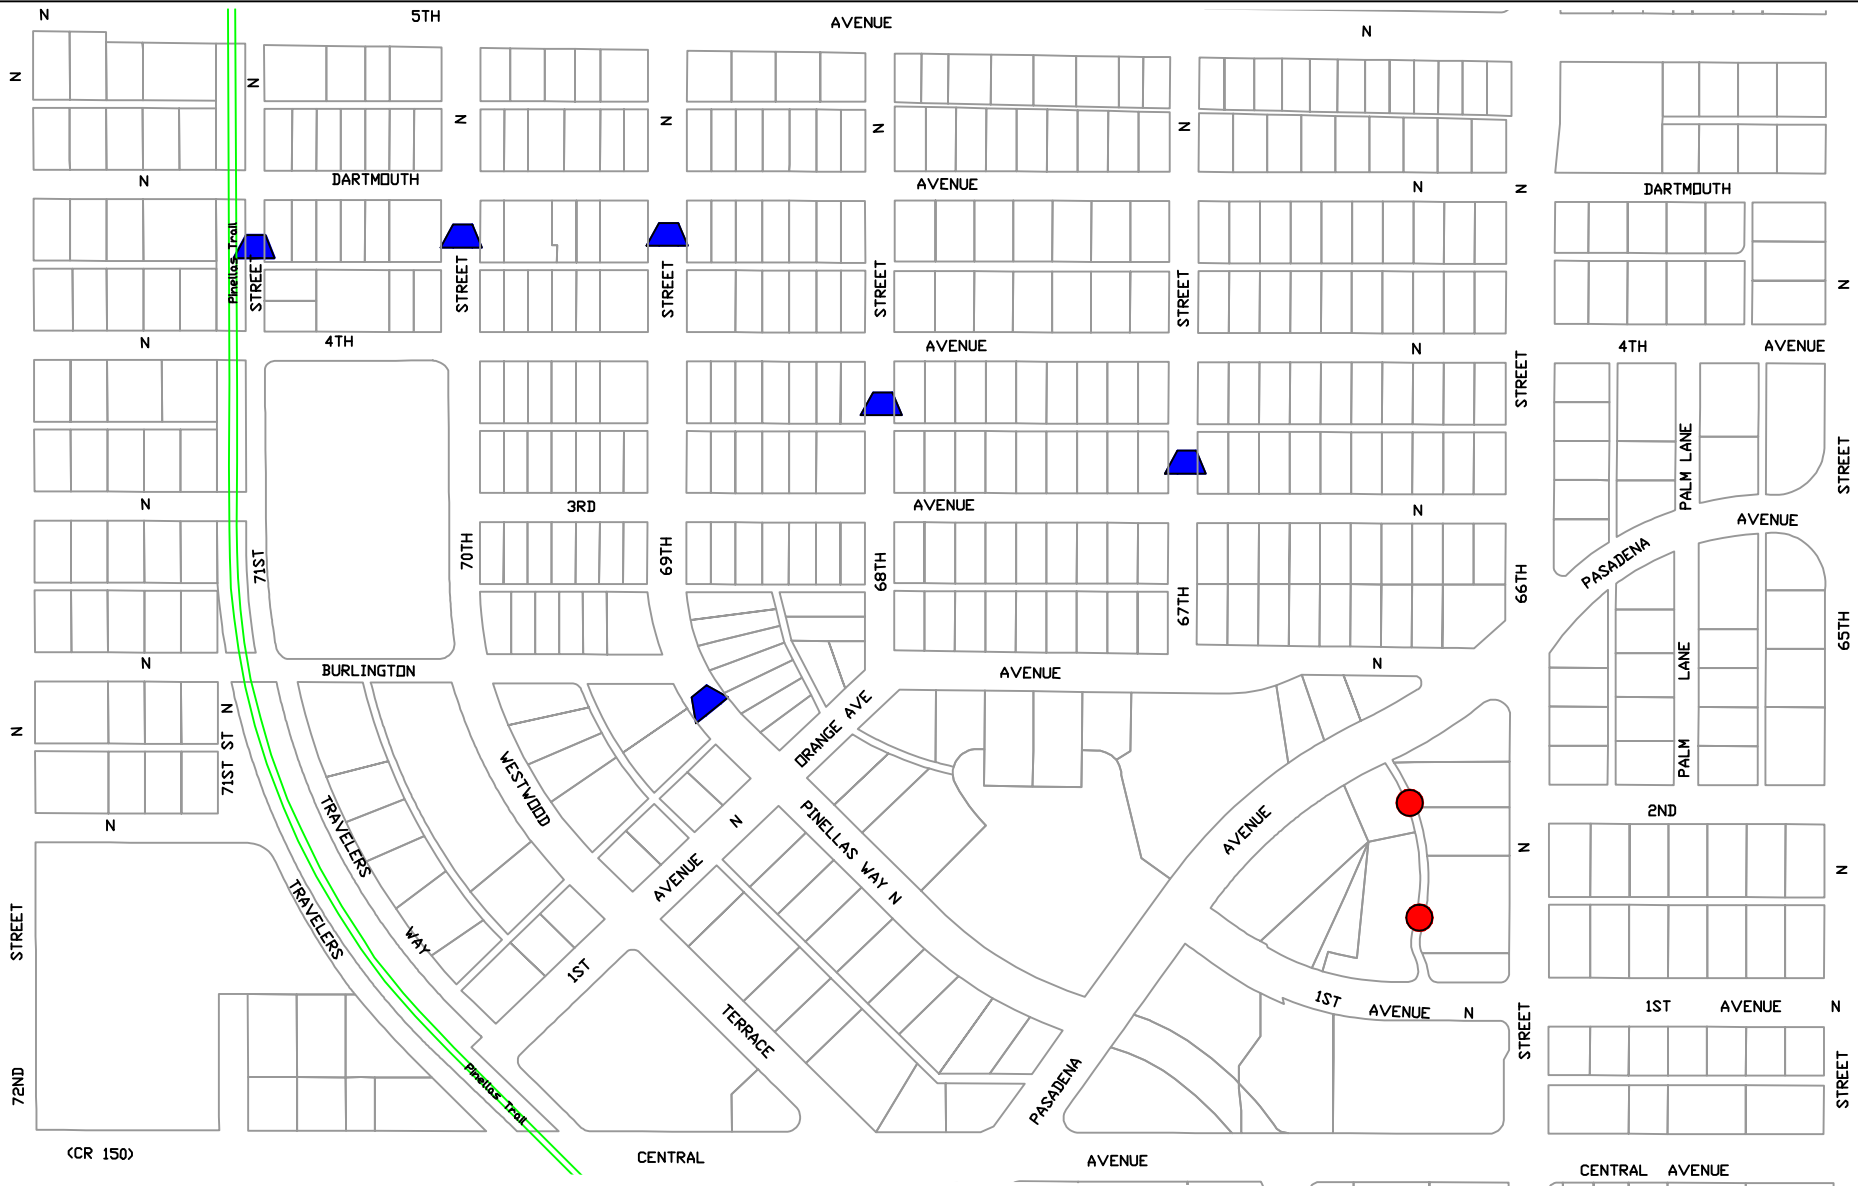 N
5TH
AVENUE
N
N
N
N
N
N
N
N
DARTMOUTH
AVENUE
N
N
DARTMOUTH
N
Pinellas Trail
STREET
STREET
STREET
STREET
STREET
N
N
4TH
AVENUE
N
STREET
4TH
AVENUE
PALM LANE
STREET
N
3RD
AVENUE
N
AVENUE
PASADENA
71ST
70TH
69TH
68TH
67TH
66TH
65TH
N
BURLINGTON
AVENUE
N
LANE
PALM
N
71ST ST N
ORANGE AVE
WESTWOOD
TRAVELERS
WAY
N
PINELLAS WAY N
AVENUE
AVENUE
2ND
N
N
N
TRAVELERS
STREET
1ST
1ST
AVENUE N
STREET
1ST AVENUE N
TERRACE
72ND
Pinellas Trail
PASADENA
STREET
(CR 150)
CENTRAL
AVENUE
CENTRAL AVENUE